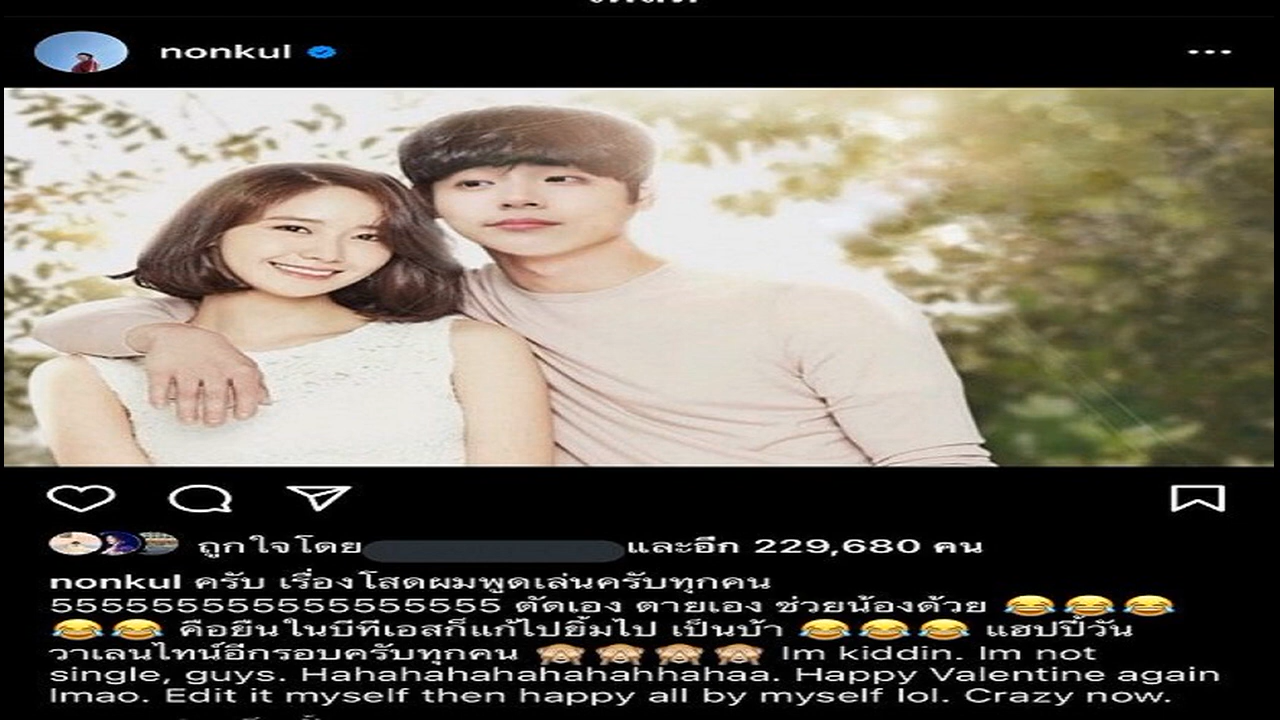 nonkul
ถูกใจโดย และอีก 229,680 คน
nonkul ครับ เรื่องโสดผมพูดเล่นครับทุกคน
5555555555555555555 ตัดเอง ตายเอง ช่วยน้องด้วย 😂😂😂
😂😂 คือยืนในบีทีเอสก็แก้ไปยิ้มไป เป็นบ้า 😂😂😂 แฮปปี้วัน
วาเลนไทน์อีกรอบครับทุกคน 🙈🙈🙈🙈 Im kiddin. Im not
single, guys. Hahahahahahahahhahaa. Happy Valentine again
lmao. Edit it myself then happy all by myself lol. Crazy now.